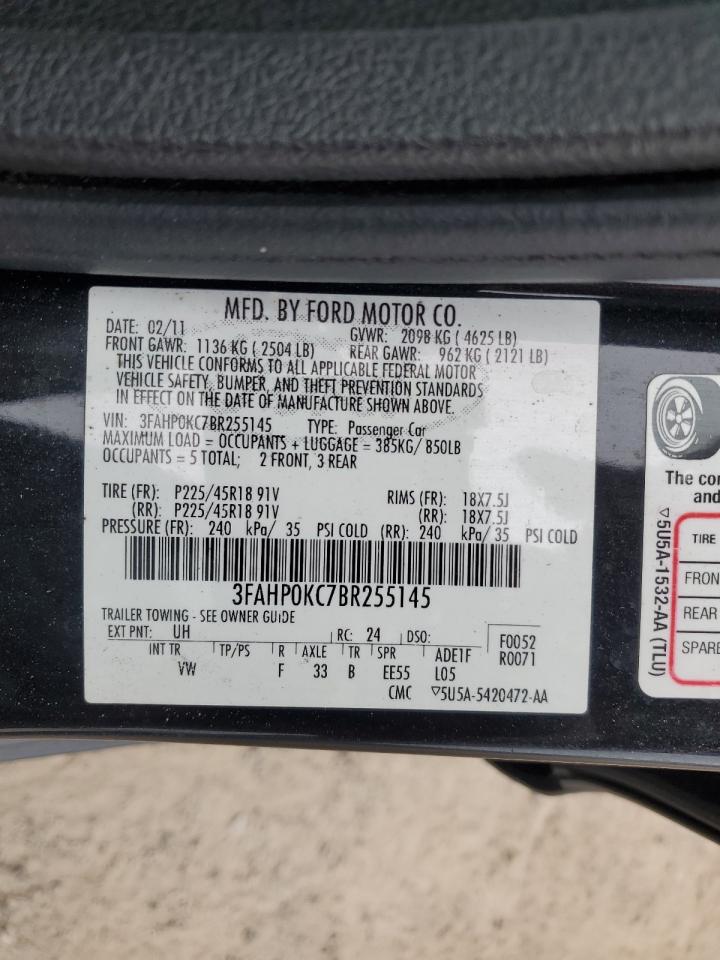 MFD. BY FORD MOTOR CO.
DATE: 02/11 GVWR: 2098 KG ( 4625 LB)
FRONT GAWR: 1136 KG ( 2504 LB) REAR GAWR: 962 KG ( 2121 LB)
THIS VEHICLE CONFORMS TO ALL APPLICABLE FEDERAL MOTOR
VEHICLE SAFETY, BUMPER, AND THEFT PREVENTION STANDARDS
IN EFFECT ON THE DATE OF MANUFACTURE SHOWN ABOVE.
VIN: 3FAHP0KC7BR255145 TYPE: Passenger Car
MAXIMUM LOAD = OCCUPANTS + LUGGAGE = 385KG/ 850LB
OCCUPANTS = 5 TOTAL; 2 FRONT, 3 REAR
TIRE (FR): P225/45R18 91V RIMS (FR): 18X7.5J
(RR): P225/45R18 91V (RR): 18X7.5J
PRESSURE (FR): 240 kPa/ 35 PSI COLD (RR): 240 kPa/ 35 PSI COLD
3FAHP0KC7BR255145
TRAILER TOWING - SEE OWNER GUIDE
EXT PNT: UH RC: 24 DSO: F0052
R0071
INT TR TP/PS R AXLE TR SPR ADE1F
VW F 33 B EE55 L05
CMC ▽5U5A-5420472-AA
The con
and
▽5U5A-1532-AA (TLU)
TIRE
FRON
REAR
SPARE